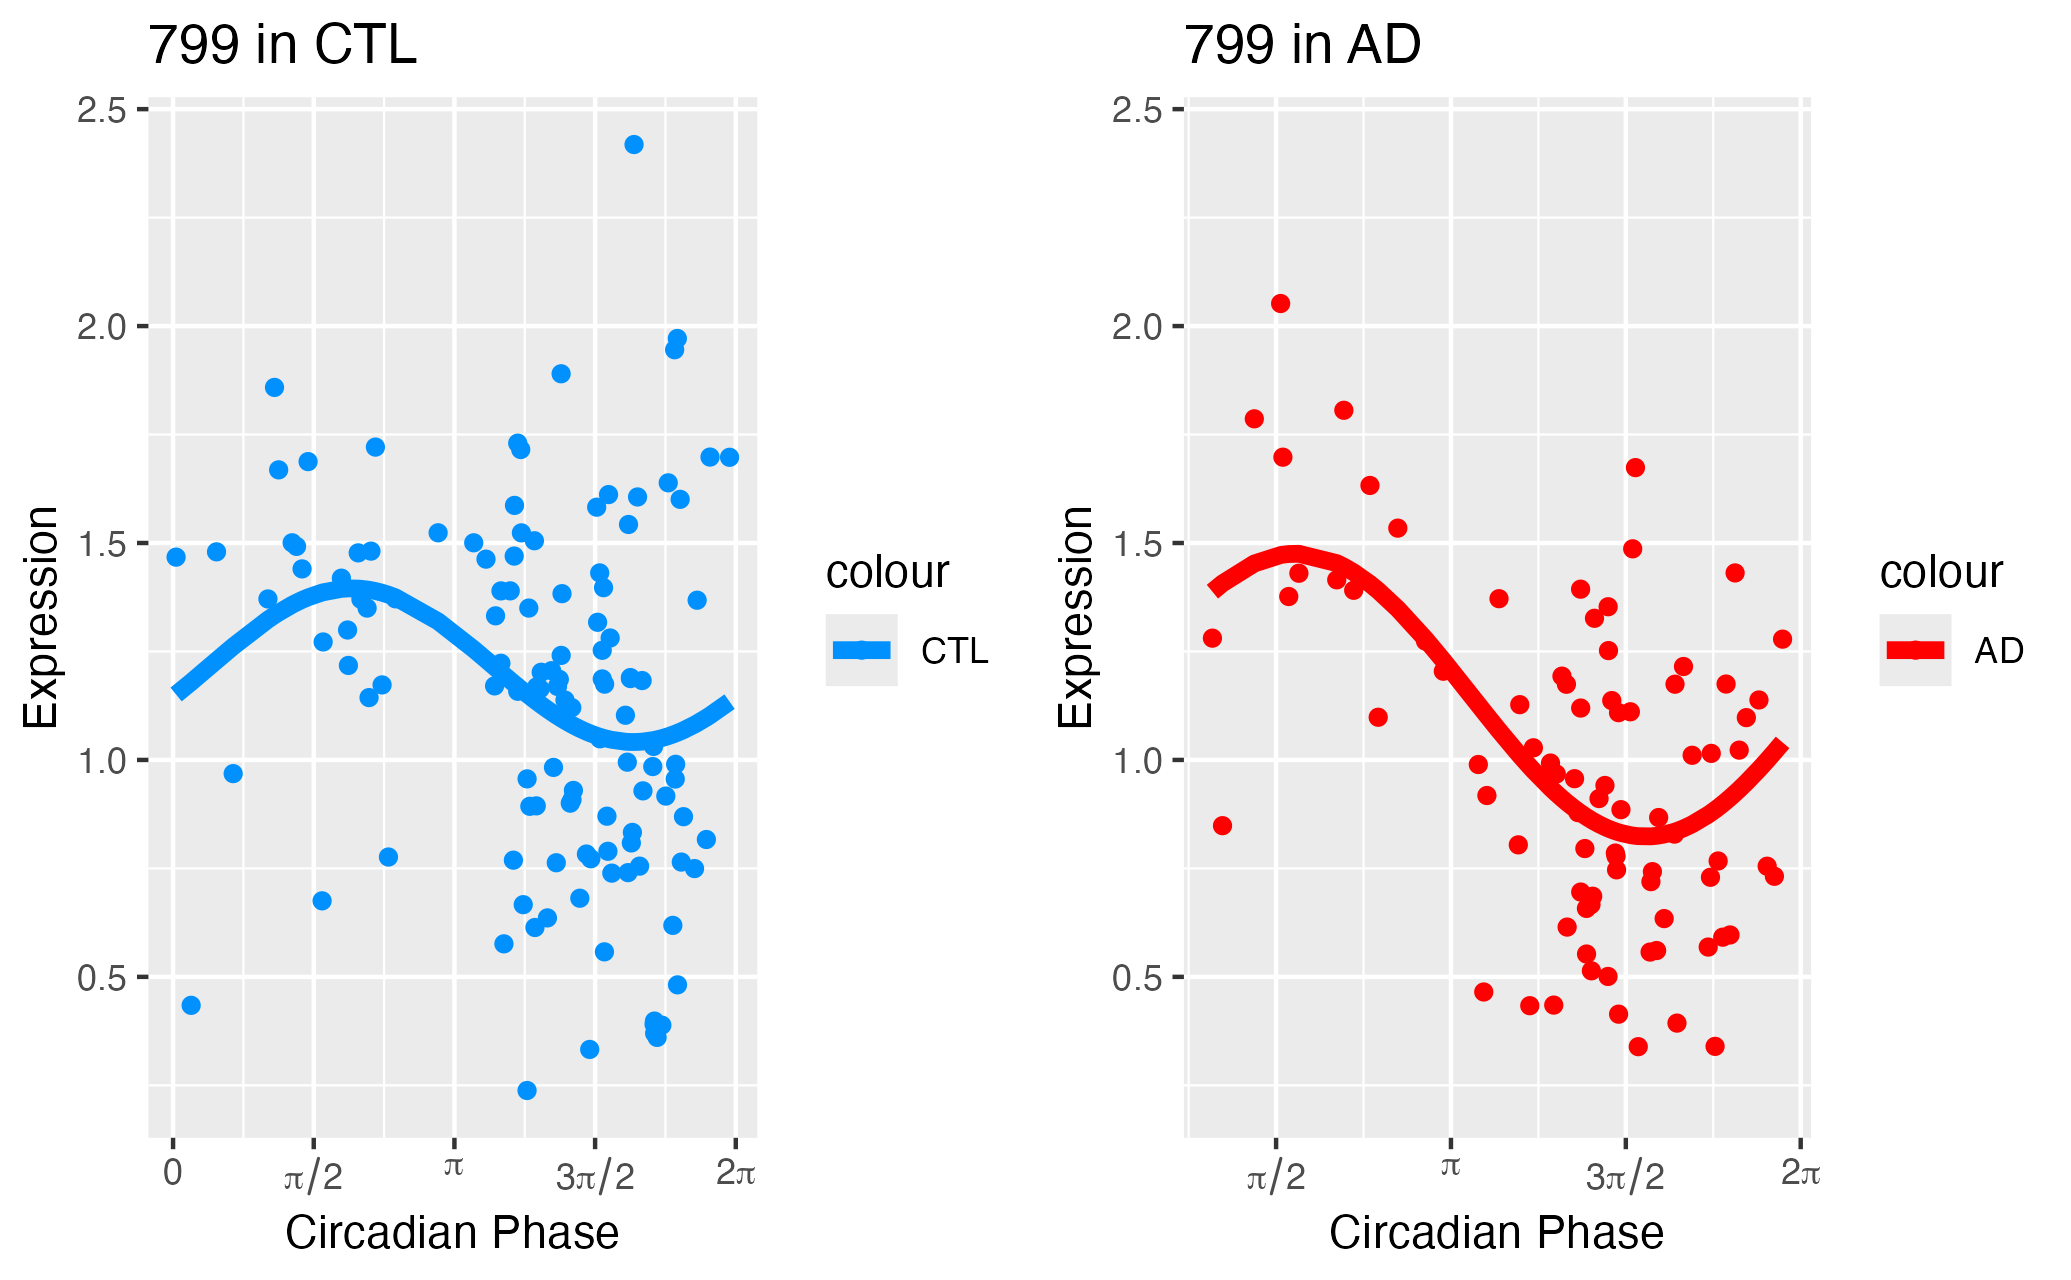 799 in CTL
2.5
2.0
1.5
1.0
0.5
Expression
0
π/2
π
3π/2
2π
Circadian Phase
colour
CTL
799 in AD
2.5
2.0
1.5
1.0
0.5
Expression
π/2
π
3π/2
2π
Circadian Phase
colour
AD